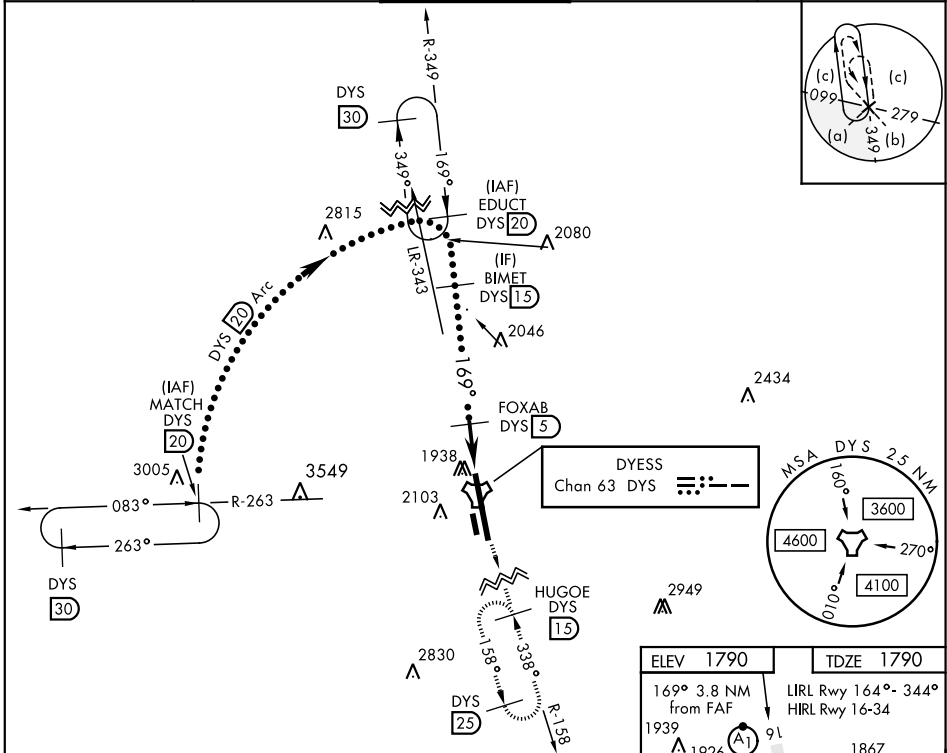 R-349
DYS
30
349°
169°
(IAF)
EDUCT
DYS 20
2815
2080
LR-343
(IF)
BIMET
DYS 15
2046
DYS 20 Arc
169°
2434
(IAF)
MATCH
DYS
20
FOXAB
DYS 5
3005
3549
1938
2103
DYESS
Chan 63 DYS
083°
R-263
263°
DYS
30
HUGOE
DYS
15
2949
2830
158°
338°
DYS
25
R-158
(c)
(c)
099
279
(a)
349
(b)
MSA DYS 25 NM
160°
3600
4600
270°
4100
010°
ELEV 1790
TDZE 1790
169° 3.8 NM
from FAF
LIRL Rwy 164°- 344°
HIRL Rwy 16-34
1939
1926
A1
16
1867